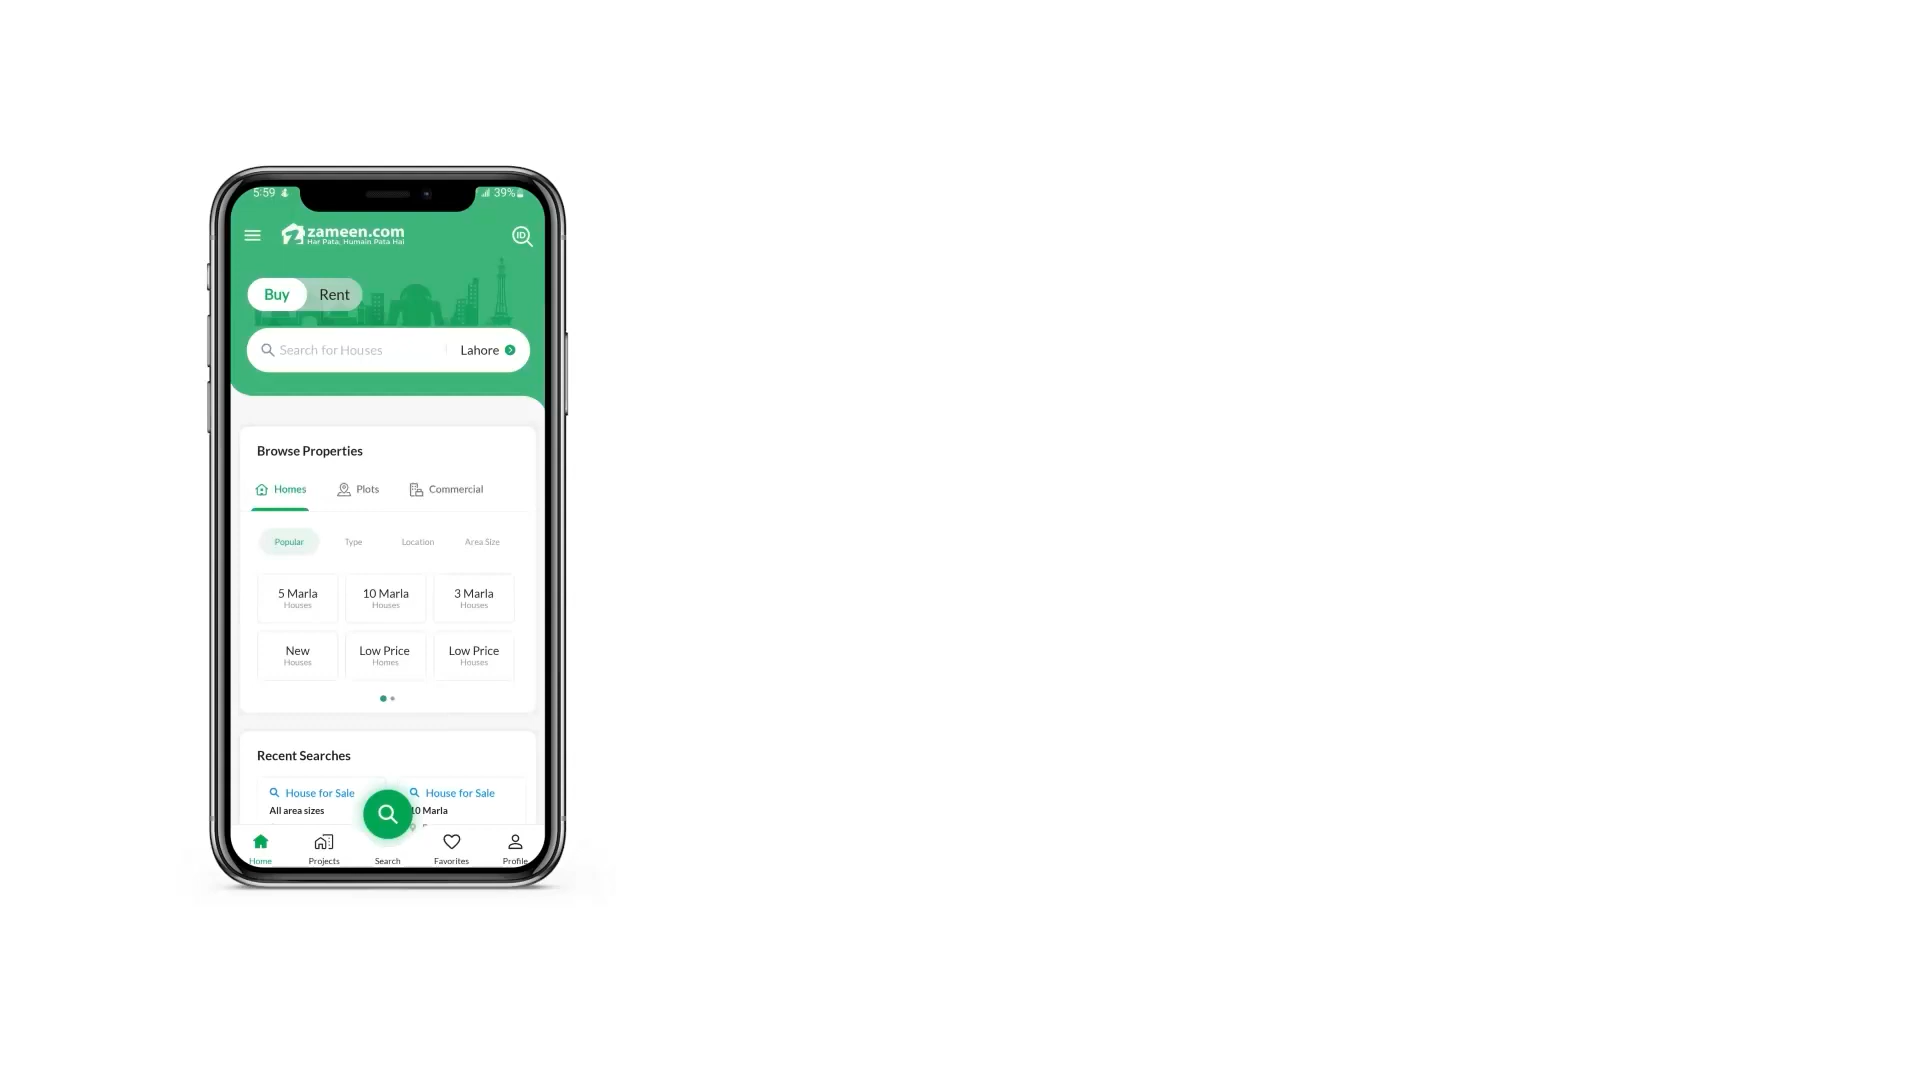 5:59
39%
zameen.com
Har Pata, Humain Pata Hai
ID
Buy Rent
Search for Houses Lahore
Browse Properties
Homes Plots Commercial
Popular Type Location Area Size
5 Marla 10 Marla 3 Marla
Houses Houses Houses
New Low Price Low Price
Houses Homes Houses
Recent Searches
House for Sale House for Sale
All area sizes 10 Marla
Home Projects Search Favorites Profile